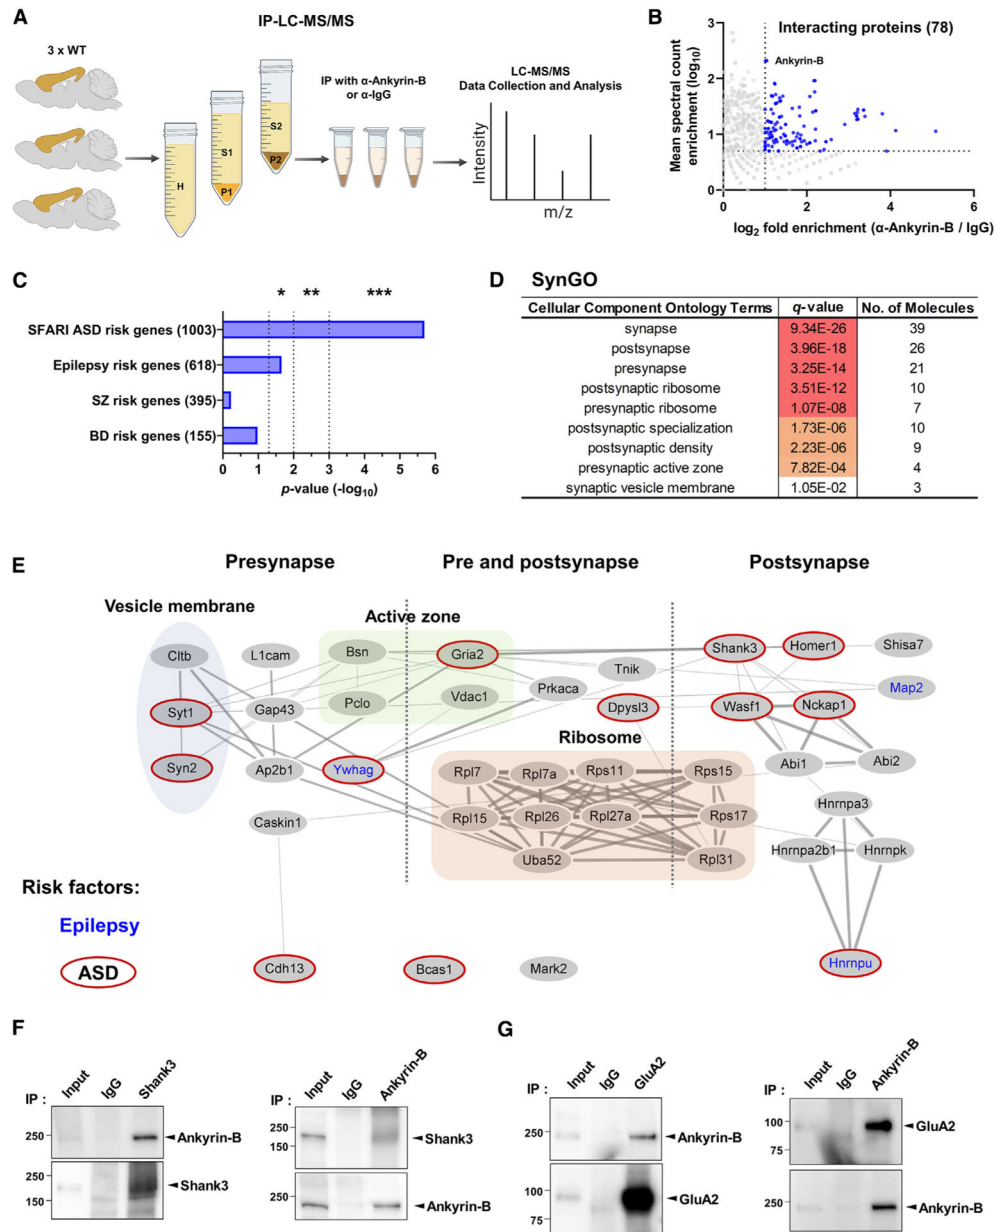 A
IP-LC-MS/MS
3 x WT
H
S1
P1
S2
P2
IP with α-Ankyrin-B
or α-IgG
LC-MS/MS
Data Collection and Analysis
Intensity
m/z
B
Interacting proteins (78)
Ankyrin-B
Mean spectral count
enrichment (log10)
3
2
1
0
0
2
4
6
log2 fold enrichment (α-Ankyrin-B / IgG)
C
* ** ***
SFARI ASD risk genes (1003)
Epilepsy risk genes (618)
SZ risk genes (395)
BD risk genes (155)
0 1 2 3 4 5 6
p-value (-log10)
D
SynGO
Cellular Component Ontology Terms q-value No. of Molecules
synapse 9.34E-26 39
postsynapse 3.96E-18 26
presynapse 3.25E-14 21
postsynaptic ribosome 3.51E-12 10
presynaptic ribosome 1.07E-08 7
postsynaptic specialization 1.73E-06 10
postsynaptic density 2.23E-06 9
presynaptic active zone 7.82E-04 4
synaptic vesicle membrane 1.05E-02 3
E
Presynapse Pre and postsynapse Postsynapse
Vesicle membrane
Active zone
Cltb L1cam Bsn Gria2 Tnik Shank3 Homer1 Shisa7
Syt1 Gap43 Pclo Vdac1 Prkaca Dpysl3 Wasf1 Nckap1 Map2
Ribosome
Syn2 Ap2b1 Ywhag Rpl7 Rpl7a Rps11 Rps15 Abi1 Abi2
Caskin1 Rpl15 Rpl26 Rpl27a Rps17 Hnrnpa3
Uba52 Rpl31 Hnrnpa2b1 Hnrnpk
Risk factors:
Epilepsy
ASD
Cdh13 Bcas1 Mark2 Hnrnpu
F
IP : Input IgG Shank3
250 Ankyrin-B
250
150
Shank3
IP : Input IgG Ankyrin-B
250 Shank3
250 Ankyrin-B
G
IP : Input IgG GluA2
250 Ankyrin-B
100
75
GluA2
IP : Input IgG Ankyrin-B
100
75
GluA2
250 Ankyrin-B